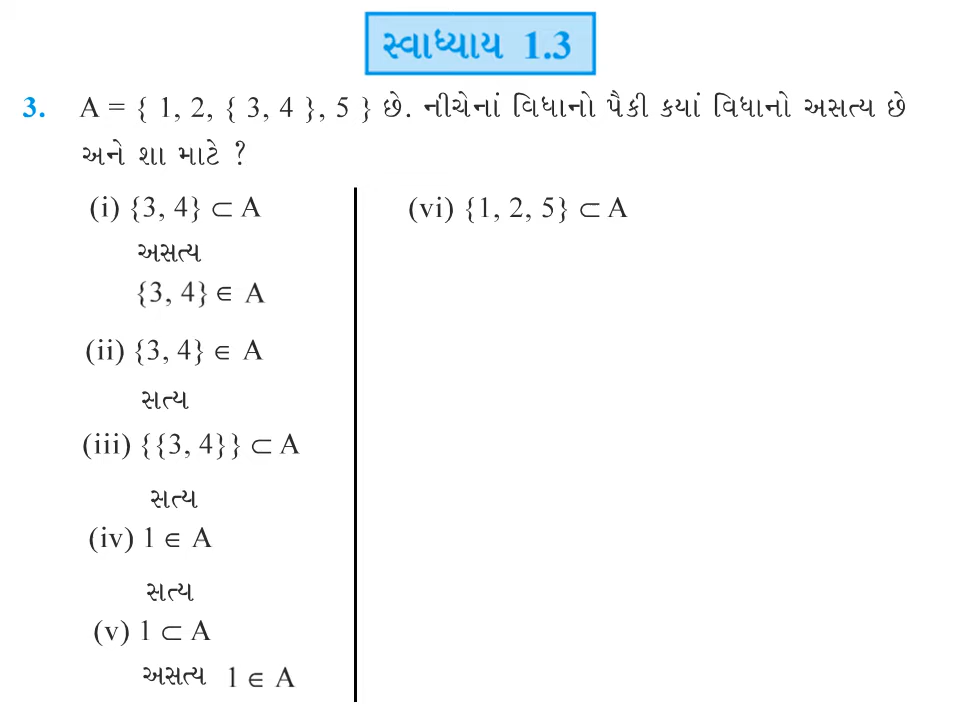 સ્વાધ્યાય 1.3
3. A = { 1, 2, { 3, 4 }, 5 } છે. નીચેનાં વિધાનો પૈકી કયાં વિધાનો અસત્ય છે
અને શા માટે ?
(i) {3, 4} ⊂ A
અસત્ય
{3, 4} ∈ A
(ii) {3, 4} ∈ A
સત્ય
(iii) {{3, 4}} ⊂ A
સત્ય
(iv) 1 ∈ A
સત્ય
(v) 1 ⊂ A
અસત્ય 1 ∈ A
(vi) {1, 2, 5} ⊂ A